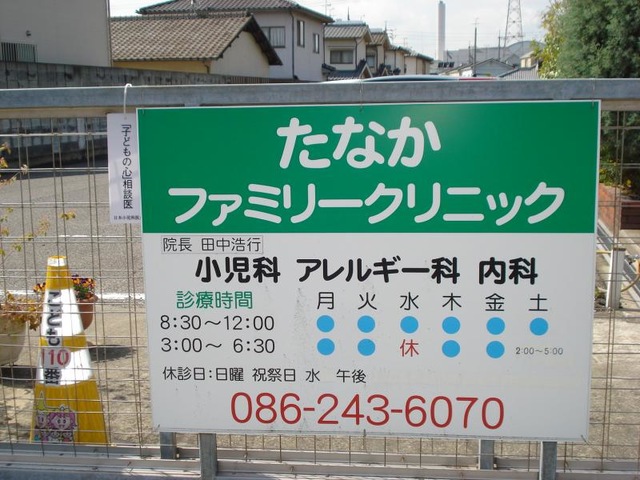 たなか
ファミリークリニック
院長 田中浩行
小児科 アレルギー科 内科
診療時間 月 火 水 木 金 土
8:30～12:00 ● ● ● ● ● ●
3:00～ 6:30 ● ● 休 ● ● 2:00～5:00
休診日:日曜 祝祭日 水 午後
086-243-6070
「子どもの心」相談医
こども110番